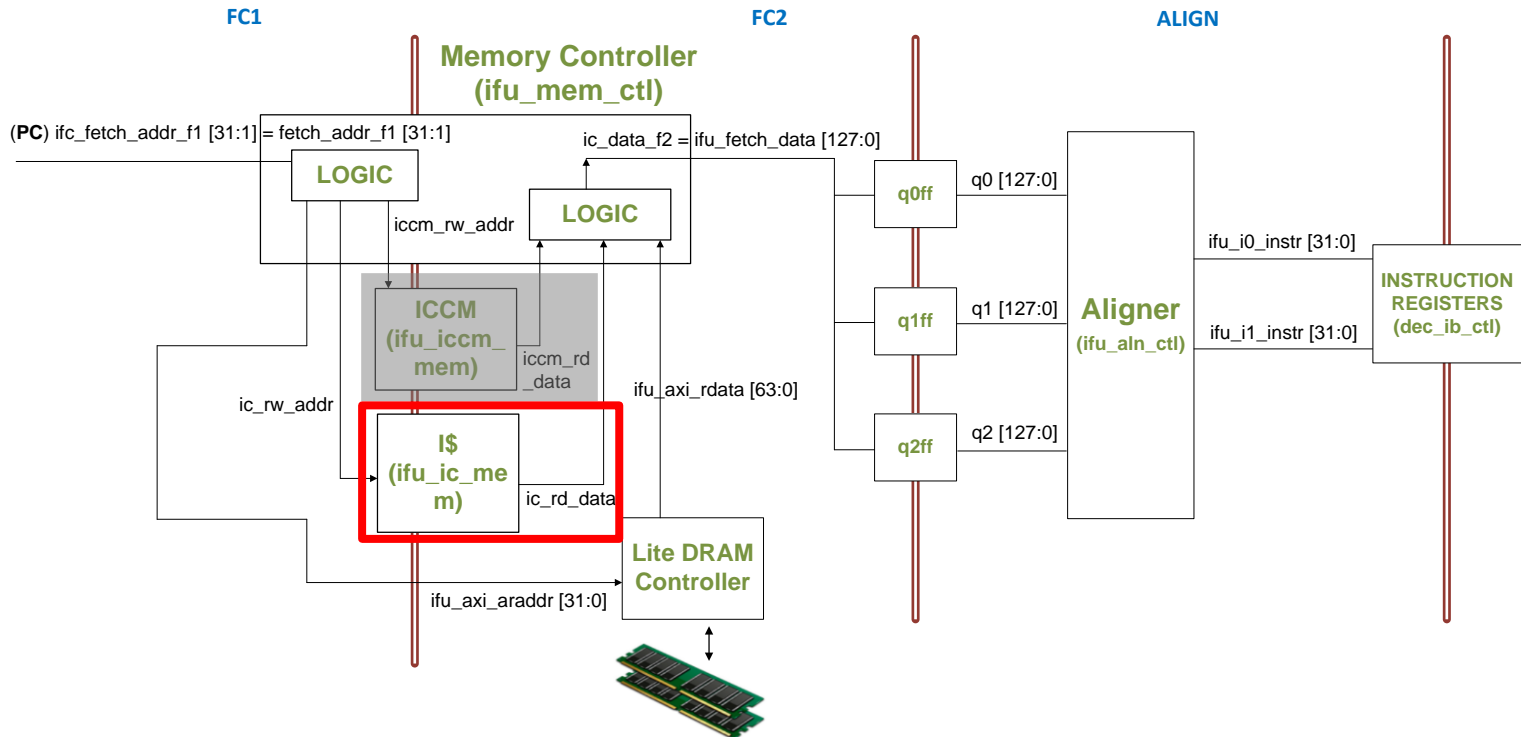 FC1
FC2
ALIGN
Memory Controller
(ifu_mem_ctl)
(PC) ifc_fetch_addr_f1 [31:1] = fetch_addr_f1 [31:1]
ic_data_f2 = ifu_fetch_data [127:0]
LOGIC
LOGIC
iccm_rw_addr
q0ff
q0 [127:0]
ICCM
(ifu_iccm_
mem)
iccm_rd
_data
q1ff
q1 [127:0]
Aligner
(ifu_aln_ctl)
ifu_i0_instr [31:0]
ifu_i1_instr [31:0]
INSTRUCTION
REGISTERS
(dec_ib_ctl)
ic_rw_addr
ifu_axi_rdata [63:0]
I$
(ifu_ic_me
m)
ic_rd_data
q2ff
q2 [127:0]
Lite DRAM
Controller
ifu_axi_araddr [31:0]